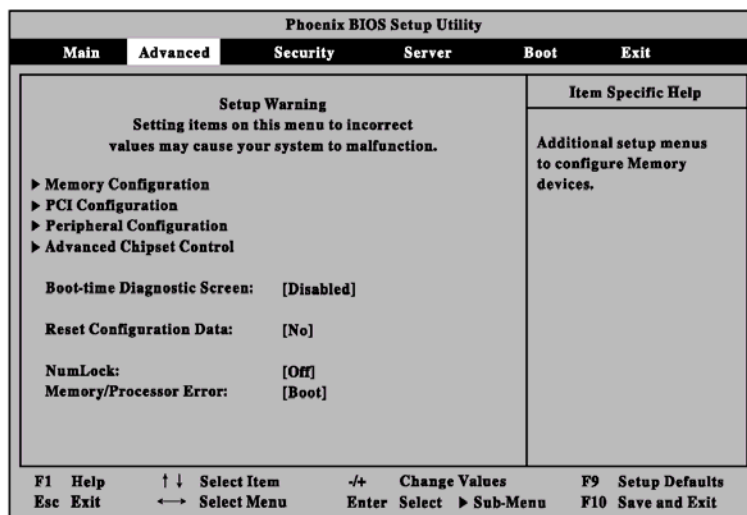 Phoenix BIOS Setup Utility
Main Advanced Security Server Boot Exit
Setup Warning
Setting items on this menu to incorrect
values may cause your system to malfunction.
▶ Memory Configuration
▶ PCI Configuration
▶ Peripheral Configuration
▶ Advanced Chipset Control
Boot-time Diagnostic Screen: [Disabled]
Reset Configuration Data: [No]
NumLock: [Off]
Memory/Processor Error: [Boot]
Item Specific Help
Additional setup menus
to configure Memory
devices.
F1 Help ↑ ↓ Select Item -/+ Change Values F9 Setup Defaults
Esc Exit ←→ Select Menu Enter Select ▶ Sub-Menu F10 Save and Exit